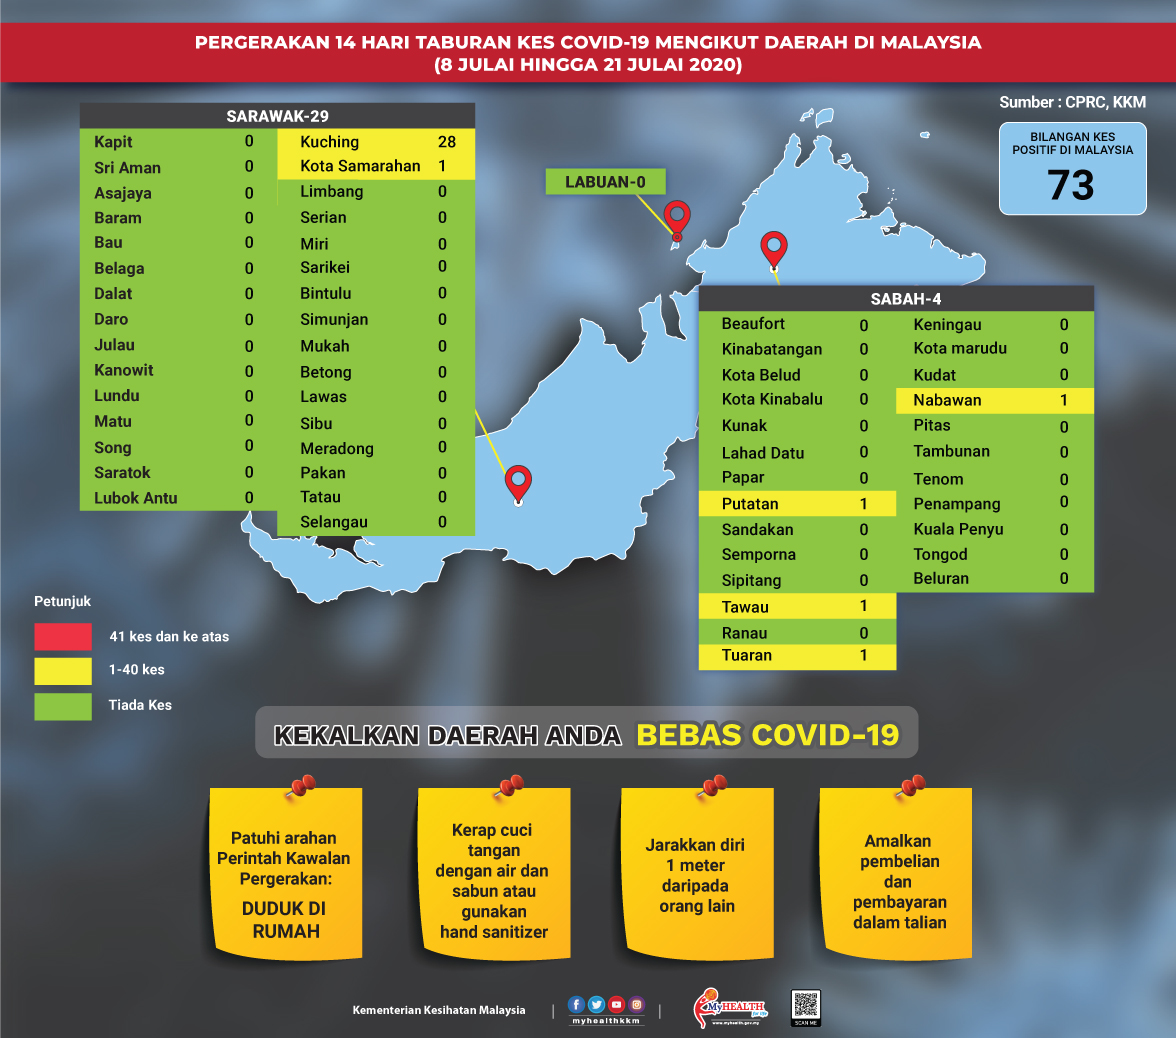 PERGERAKAN 14 HARI TABURAN KES COVID-19 MENGIKUT DAERAH DI MALAYSIA
(8 JULAI HINGGA 21 JULAI 2020)
Sumber : CPRC, KKM
BILANGAN KES
POSITIF DI MALAYSIA
73
SARAWAK-29
Kapit 0
Sri Aman 0
Asajaya 0
Baram 0
Bau 0
Belaga 0
Dalat 0
Daro 0
Julau 0
Kanowit 0
Lundu 0
Matu 0
Song 0
Saratok 0
Lubok Antu 0
Kuching 28
Kota Samarahan 1
Limbang 0
Serian 0
Miri 0
Sarikei 0
Bintulu 0
Simunjan 0
Mukah 0
Betong 0
Lawas 0
Sibu 0
Meradong 0
Pakan 0
Tatau 0
Selangau 0
LABUAN-0
SABAH-4
Beaufort 0
Kinabatangan 0
Kota Belud 0
Kota Kinabalu 0
Kunak 0
Lahad Datu 0
Papar 0
Putatan 1
Sandakan 0
Semporna 0
Sipitang 0
Tawau 1
Ranau 0
Tuaran 1
Keningau 0
Kota marudu 0
Kudat 0
Nabawan 1
Pitas 0
Tambunan 0
Tenom 0
Penampang 0
Kuala Penyu 0
Tongod 0
Beluran 0
Petunjuk
41 kes dan ke atas
1-40 kes
Tiada Kes
KEKALKAN DAERAH ANDA BEBAS COVID-19
Patuhi arahan
Perintah Kawalan
Pergerakan:
DUDUK DI
RUMAH
Kerap cuci
tangan
dengan air dan
sabun atau
gunakan
hand sanitizer
Jarakkan diri
1 meter
daripada
orang lain
Amalkan
pembelian
dan
pembayaran
dalam talian
Kementerian Kesihatan Malaysia
myhealthkkm
MyHEALTH
for life
www.myhealth.gov.my
SCAN ME